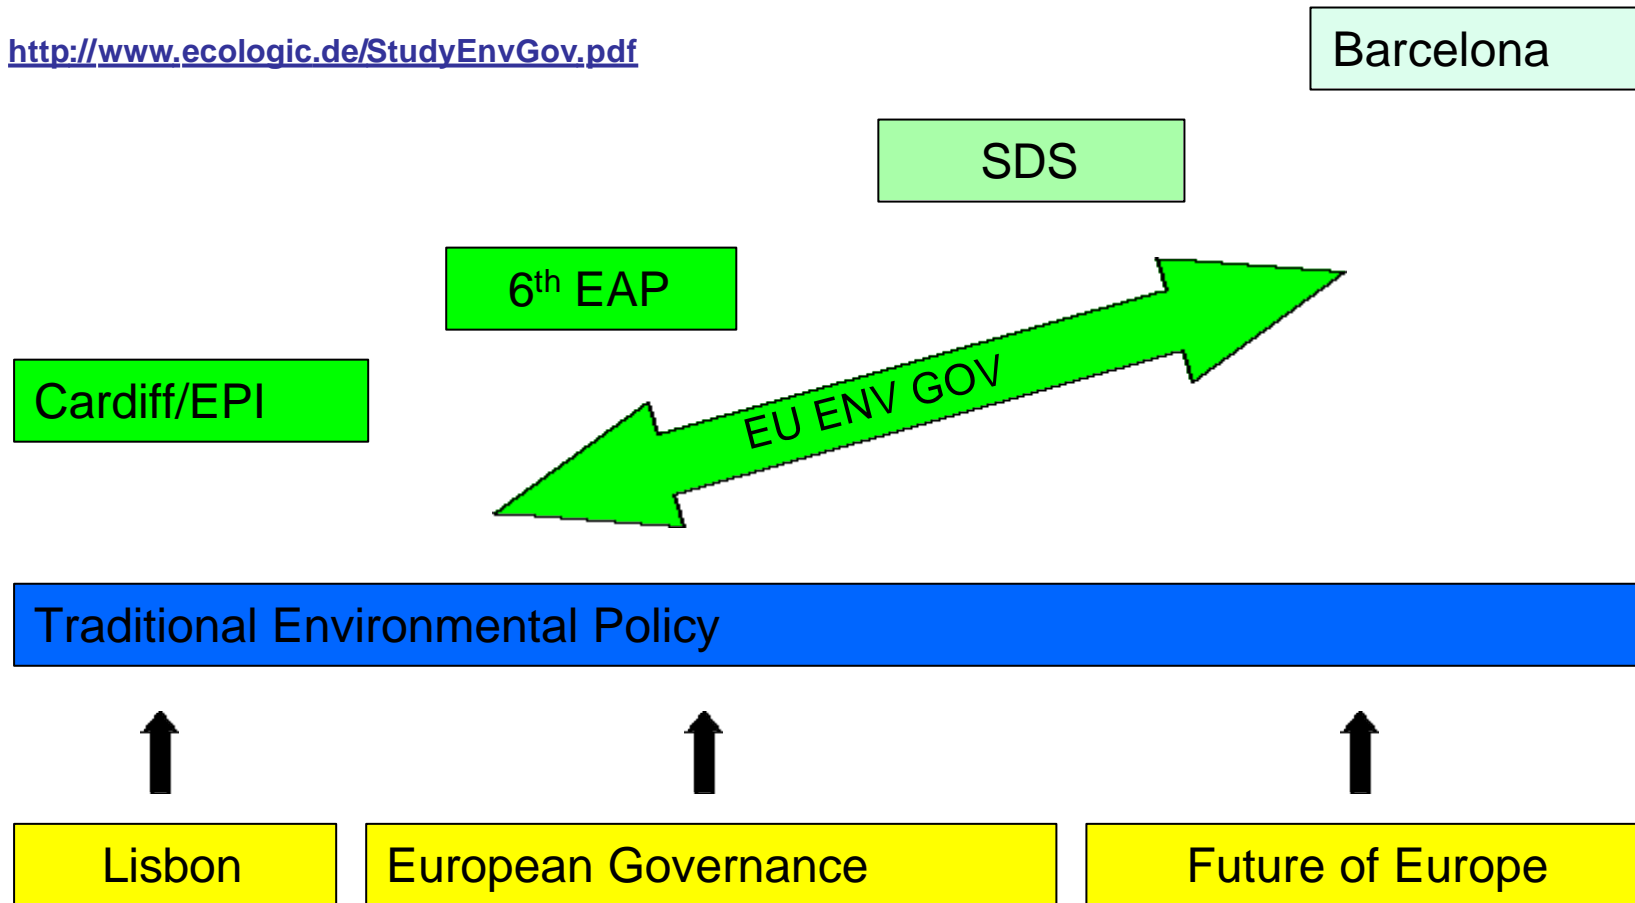 http://www.ecologic.de/StudyEnvGov.pdf
Barcelona
SDS
6th EAP
Cardiff/EPI
EU ENV GOV
Traditional Environmental Policy
Lisbon
European Governance
Future of Europe